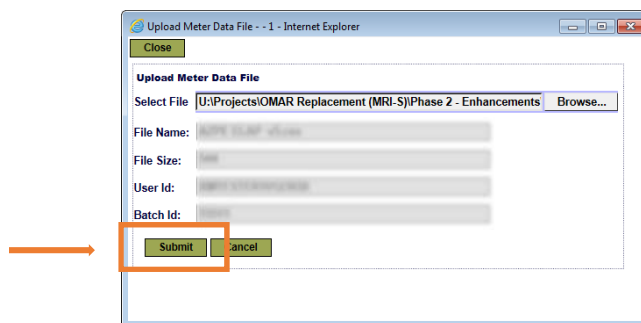 Upload Meter Data File - - 1 - Internet Explorer
Close
Upload Meter Data File
Select File U:\Projects\OMAR Replacement (MRI-S)\Phase 2 - Enhancements Browse...
File Name:
File Size:
User Id:
Batch Id:
Submit Cancel